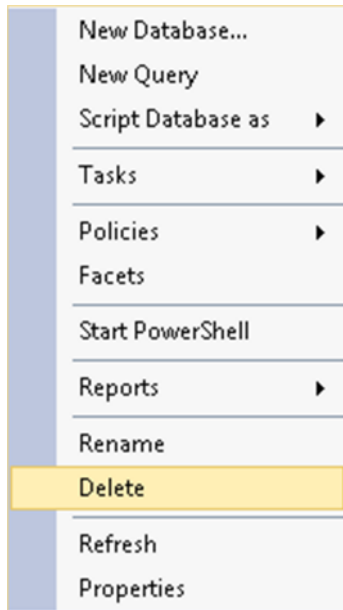 New Database...
New Query
Script Database as
Tasks
Policies
Facets
Start PowerShell
Reports
Rename
Delete
Refresh
Properties